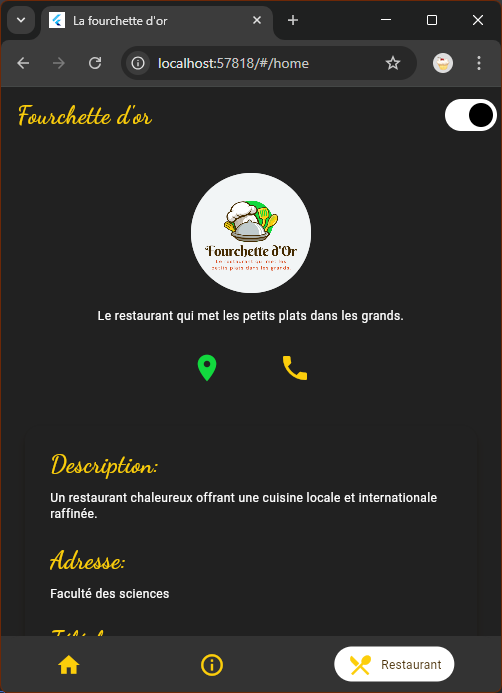 La fourchette d'or
localhost:57818/#/home
Fourchette d'or
Fourchette d'Or
Le restaurant qui met les
petits plats dans les grands.
Le restaurant qui met les petits plats dans les grands.
Description:
Un restaurant chaleureux offrant une cuisine locale et internationale
raffinée.
Adresse:
Faculté des sciences
Restaurant